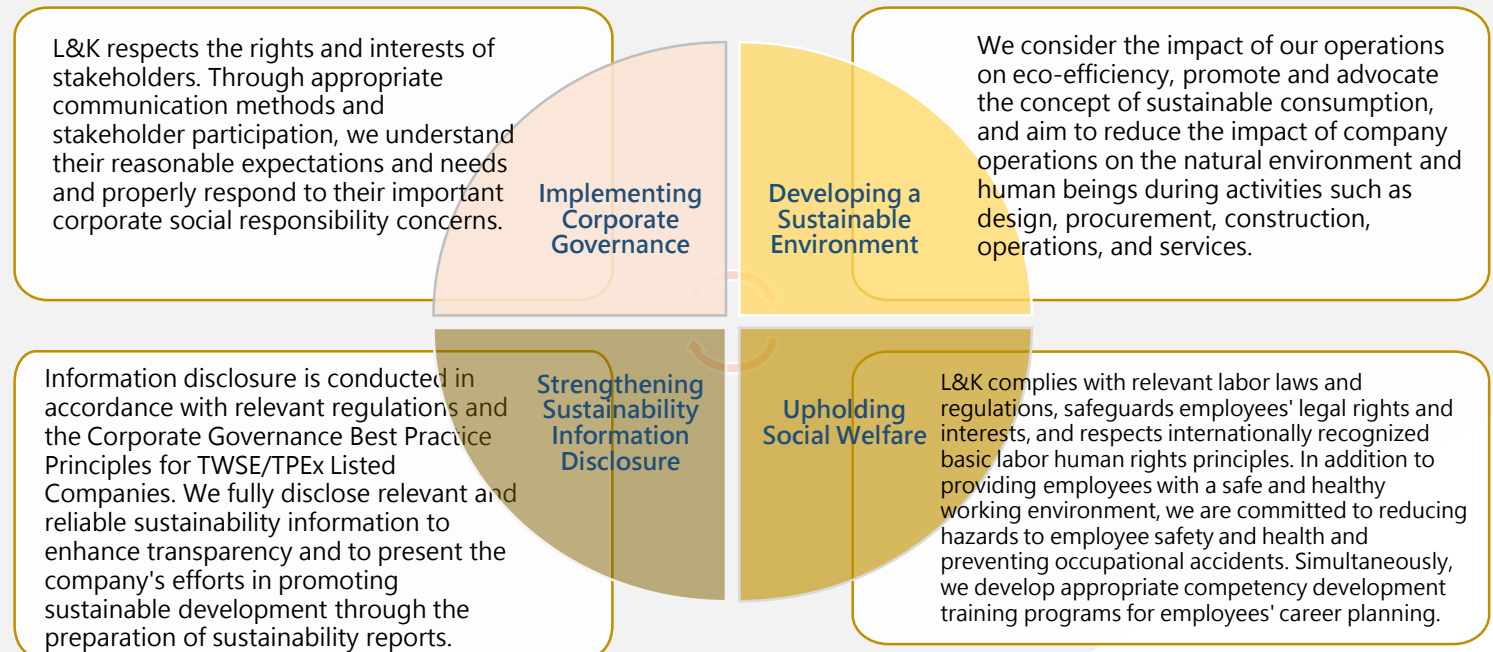 L&K respects the rights and interests of
stakeholders. Through appropriate
communication methods and
stakeholder participation, we understand
their reasonable expectations and needs
and properly respond to their important
corporate social responsibility concerns.
Implementing
Corporate
Governance
Developing a
Sustainable
Environment
We consider the impact of our operations
on eco-efficiency, promote and advocate
the concept of sustainable consumption,
and aim to reduce the impact of company
operations on the natural environment and
human beings during activities such as
design, procurement, construction,
operations, and services.
Information disclosure is conducted in
accordance with relevant regulations and
the Corporate Governance Best Practice
Principles for TWSE/TPEx Listed
Companies. We fully disclose relevant and
reliable sustainability information to
enhance transparency and to present the
company's efforts in promoting
sustainable development through the
preparation of sustainability reports.
Strengthening
Sustainability
Information
Disclosure
Upholding
Social Welfare
L&K complies with relevant labor laws and
regulations, safeguards employees' legal rights and
interests, and respects internationally recognized
basic labor human rights principles. In addition to
providing employees with a safe and healthy
working environment, we are committed to reducing
hazards to employee safety and health and
preventing occupational accidents. Simultaneously,
we develop appropriate competency development
training programs for employees' career planning.